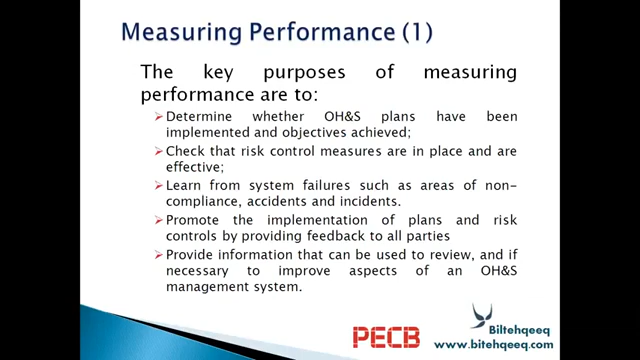 Measuring Performance (1)
The key purposes of measuring
performance are to:
Determine whether OH&S plans have been
implemented and objectives achieved;
Check that risk control measures are in place and are
effective;
Learn from system failures such as areas of non-
compliance, accidents and incidents.
Promote the implementation of plans and risk
controls by providing feedback to all parties
Provide information that can be used to review, and if
necessary to improve aspects of an OH&S
management system.
PECB
Biltehqeeq
www.bitehqeeq.com